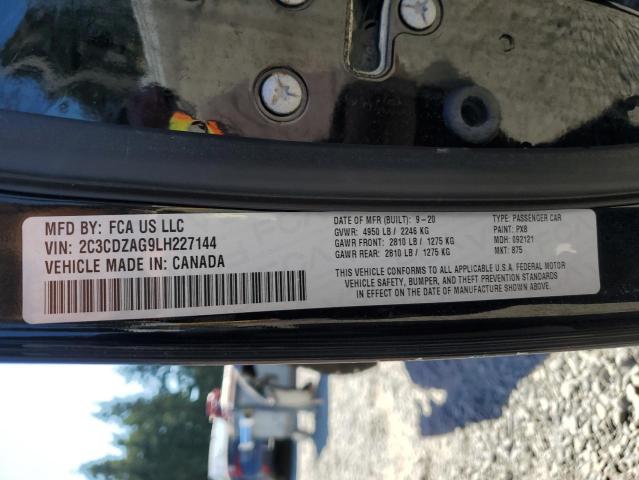 MFD BY: FCA US LLC
VIN: 2C3CDZAG9LH227144
VEHICLE MADE IN: CANADA
DATE OF MFR (BUILT): 9-20
GVWR: 4950 LB / 2246 KG
GAWR FRONT: 2810 LB / 1275 KG
GAWR REAR: 2810 LB / 1275 KG
TYPE: PASSENGER CAR
PAINT: PX8
MDH: 092121
MKT: 875
THIS VEHICLE CONFORMS TO ALL APPLICABLE U.S.A. FEDERAL MOTOR
VEHICLE SAFETY, BUMPER, AND THEFT PREVENTION STANDARDS
IN EFFECT ON THE DATE OF MANUFACTURE SHOWN ABOVE.